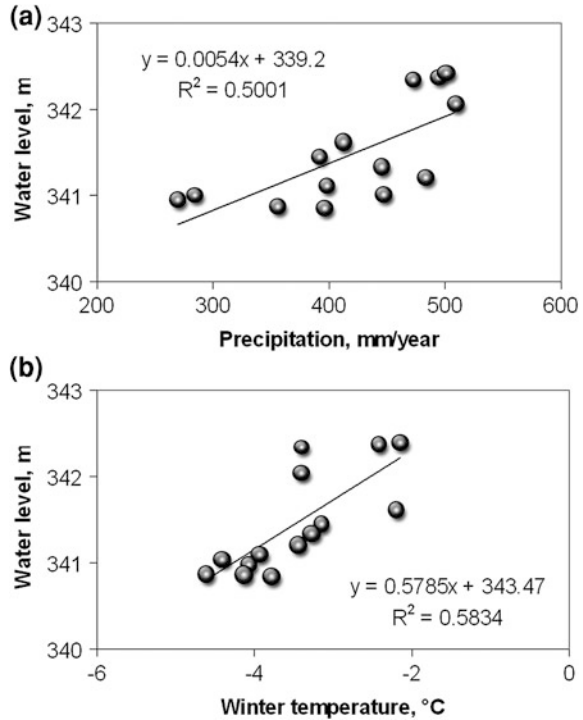 (a)
343
342
341
340
Water level, m
y = 0.0054x + 339.2
R² = 0.5001
200 300 400 500 600
Precipitation, mm/year
(b)
343
342
341
340
Water level, m
y = 0.5785x + 343.47
R² = 0.5834
-6 -4 -2 0
Winter temperature, °C